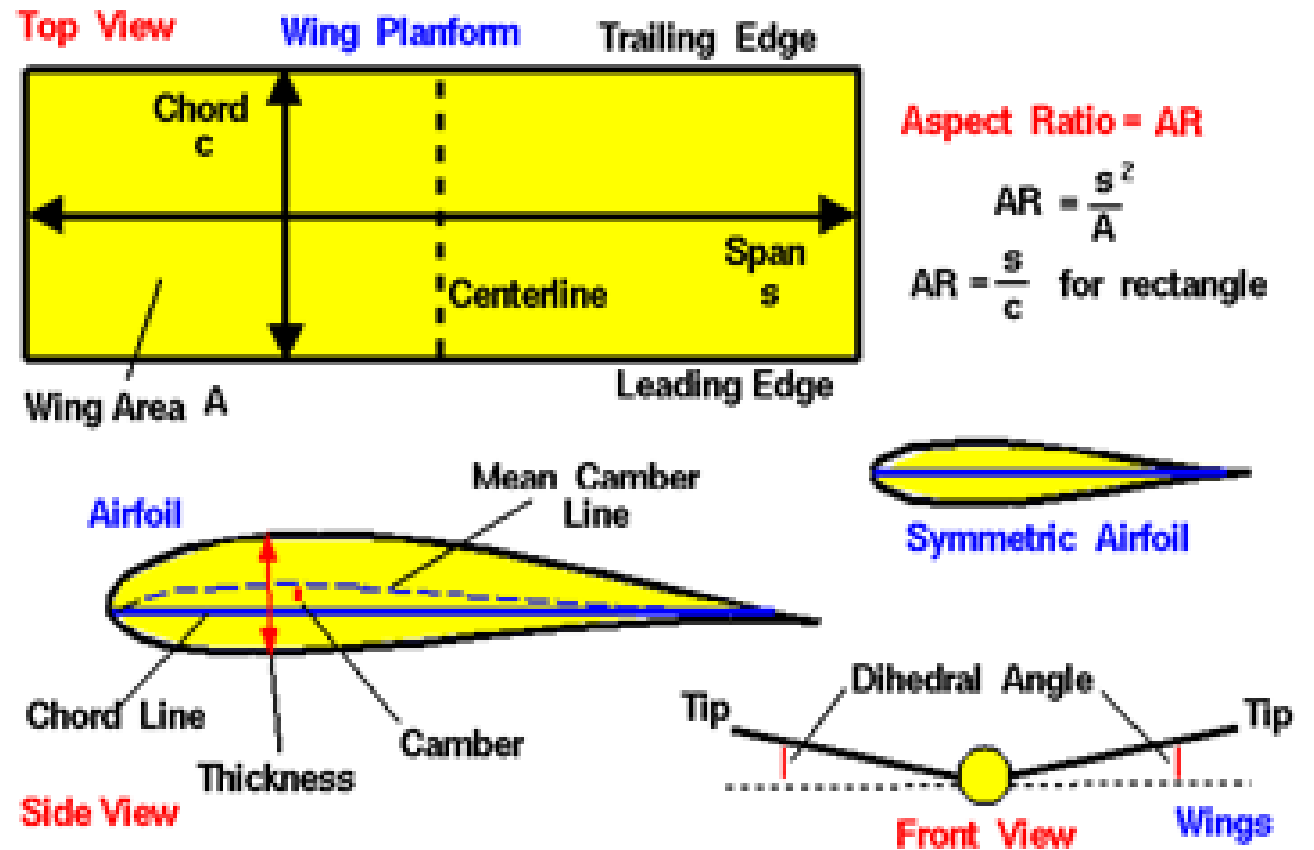 Top View
Wing Planform
Trailing Edge
Chord
c
Span
s
Centerline
Wing Area A
Leading Edge
Aspect Ratio = AR
AR = s²/A
AR = s/c for rectangle
Airfoil
Mean Camber
Line
Chord Line
Thickness
Camber
Side View
Symmetric Airfoil
Tip
Dihedral Angle
Tip
Front View
Wings